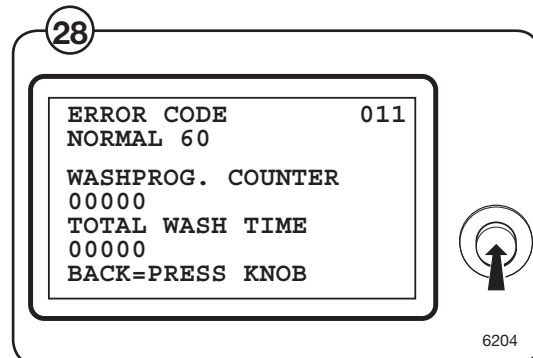 28
ERROR CODE 011
NORMAL 60
WASHPROG. COUNTER
00000
TOTAL WASH TIME
00000
BACK=PRESS KNOB
6204